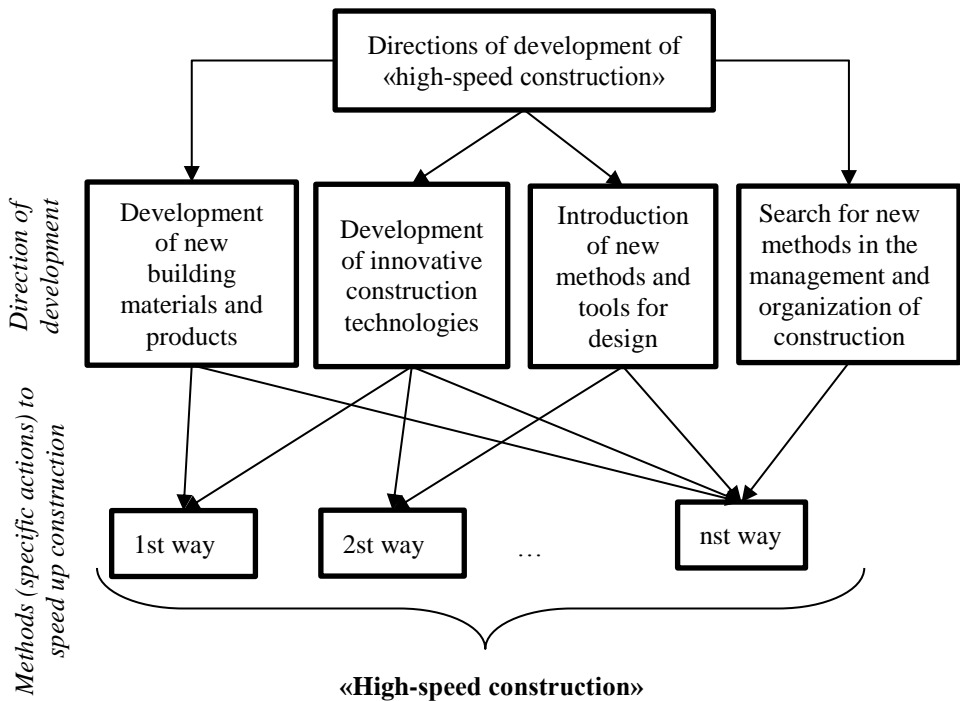 Directions of development of
«high-speed construction»
Direction of
development
Development
of new
building
materials and
products
Development
of innovative
construction
technologies
Introduction
of new
methods and
tools for
design
Search for new
methods in the
management and
organization of
construction
Methods (specific actions) to
speed up construction
1st way
2st way
…
nst way
«High-speed construction»